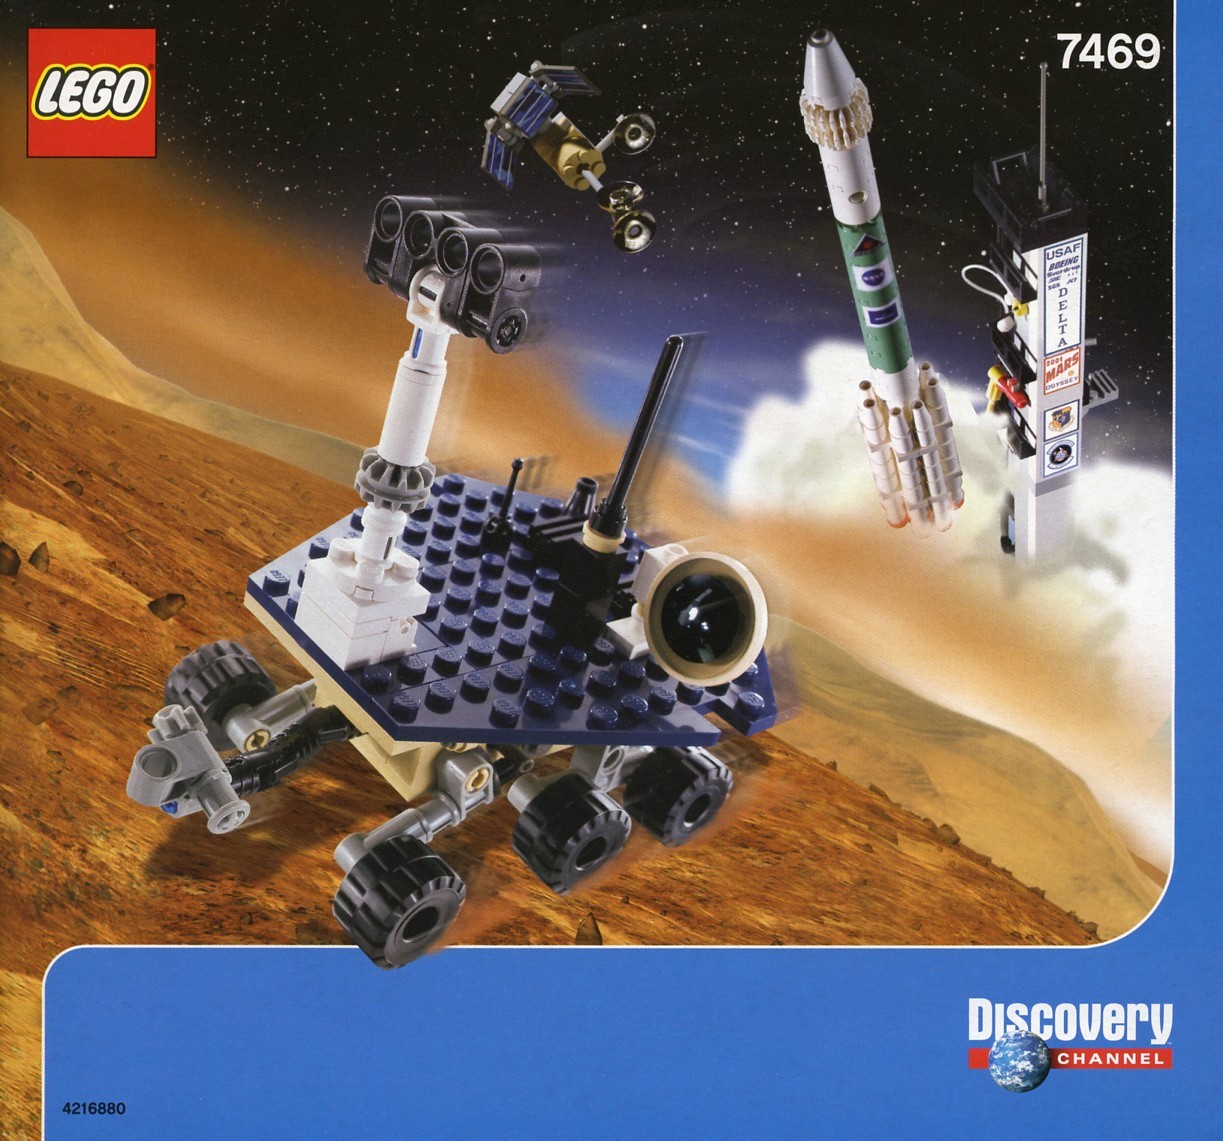 LEGO
7469
USAF
BOEING
DELTA
2001
MARS
ODYSSEY
Discovery
CHANNEL
4216880